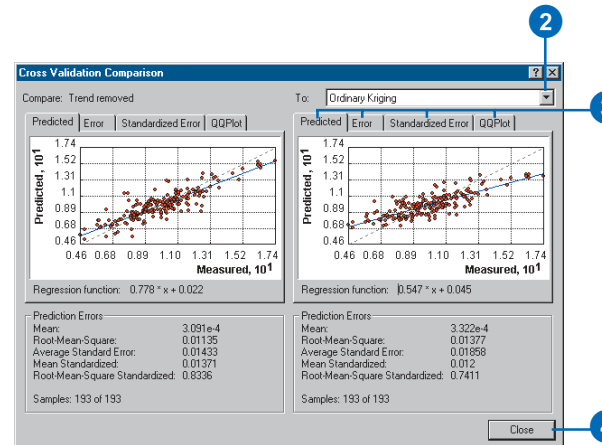 2
Cross Validation Comparison
Compare: Trend removed
To: Ordinary Kriging
Predicted Error Standardized Error QQPlot
Predicted Error Standardized Error QQPlot
Predicted, 10¹
1.74
1.52
1.31
1.1
0.89
0.68
0.46
0.46 0.68 0.89 1.10 1.31 1.52 1.74
Measured, 10¹
Regression function: 0.778 * x + 0.022
Predicted, 10¹
1.74
1.52
1.31
1.1
0.89
0.68
0.46
0.46 0.68 0.89 1.10 1.31 1.52 1.74
Measured, 10¹
Regression function: 0.547 * x + 0.045
Prediction Errors
Mean: 3.091e-4
Root-Mean-Square: 0.01135
Average Standard Error: 0.01433
Mean Standardized: 0.01371
Root-Mean-Square Standardized: 0.8336
Samples: 193 of 193
Prediction Errors
Mean: 3.322e-4
Root-Mean-Square: 0.01377
Average Standard Error: 0.01858
Mean Standardized: 0.012
Root-Mean-Square Standardized: 0.7411
Samples: 193 of 193
Close